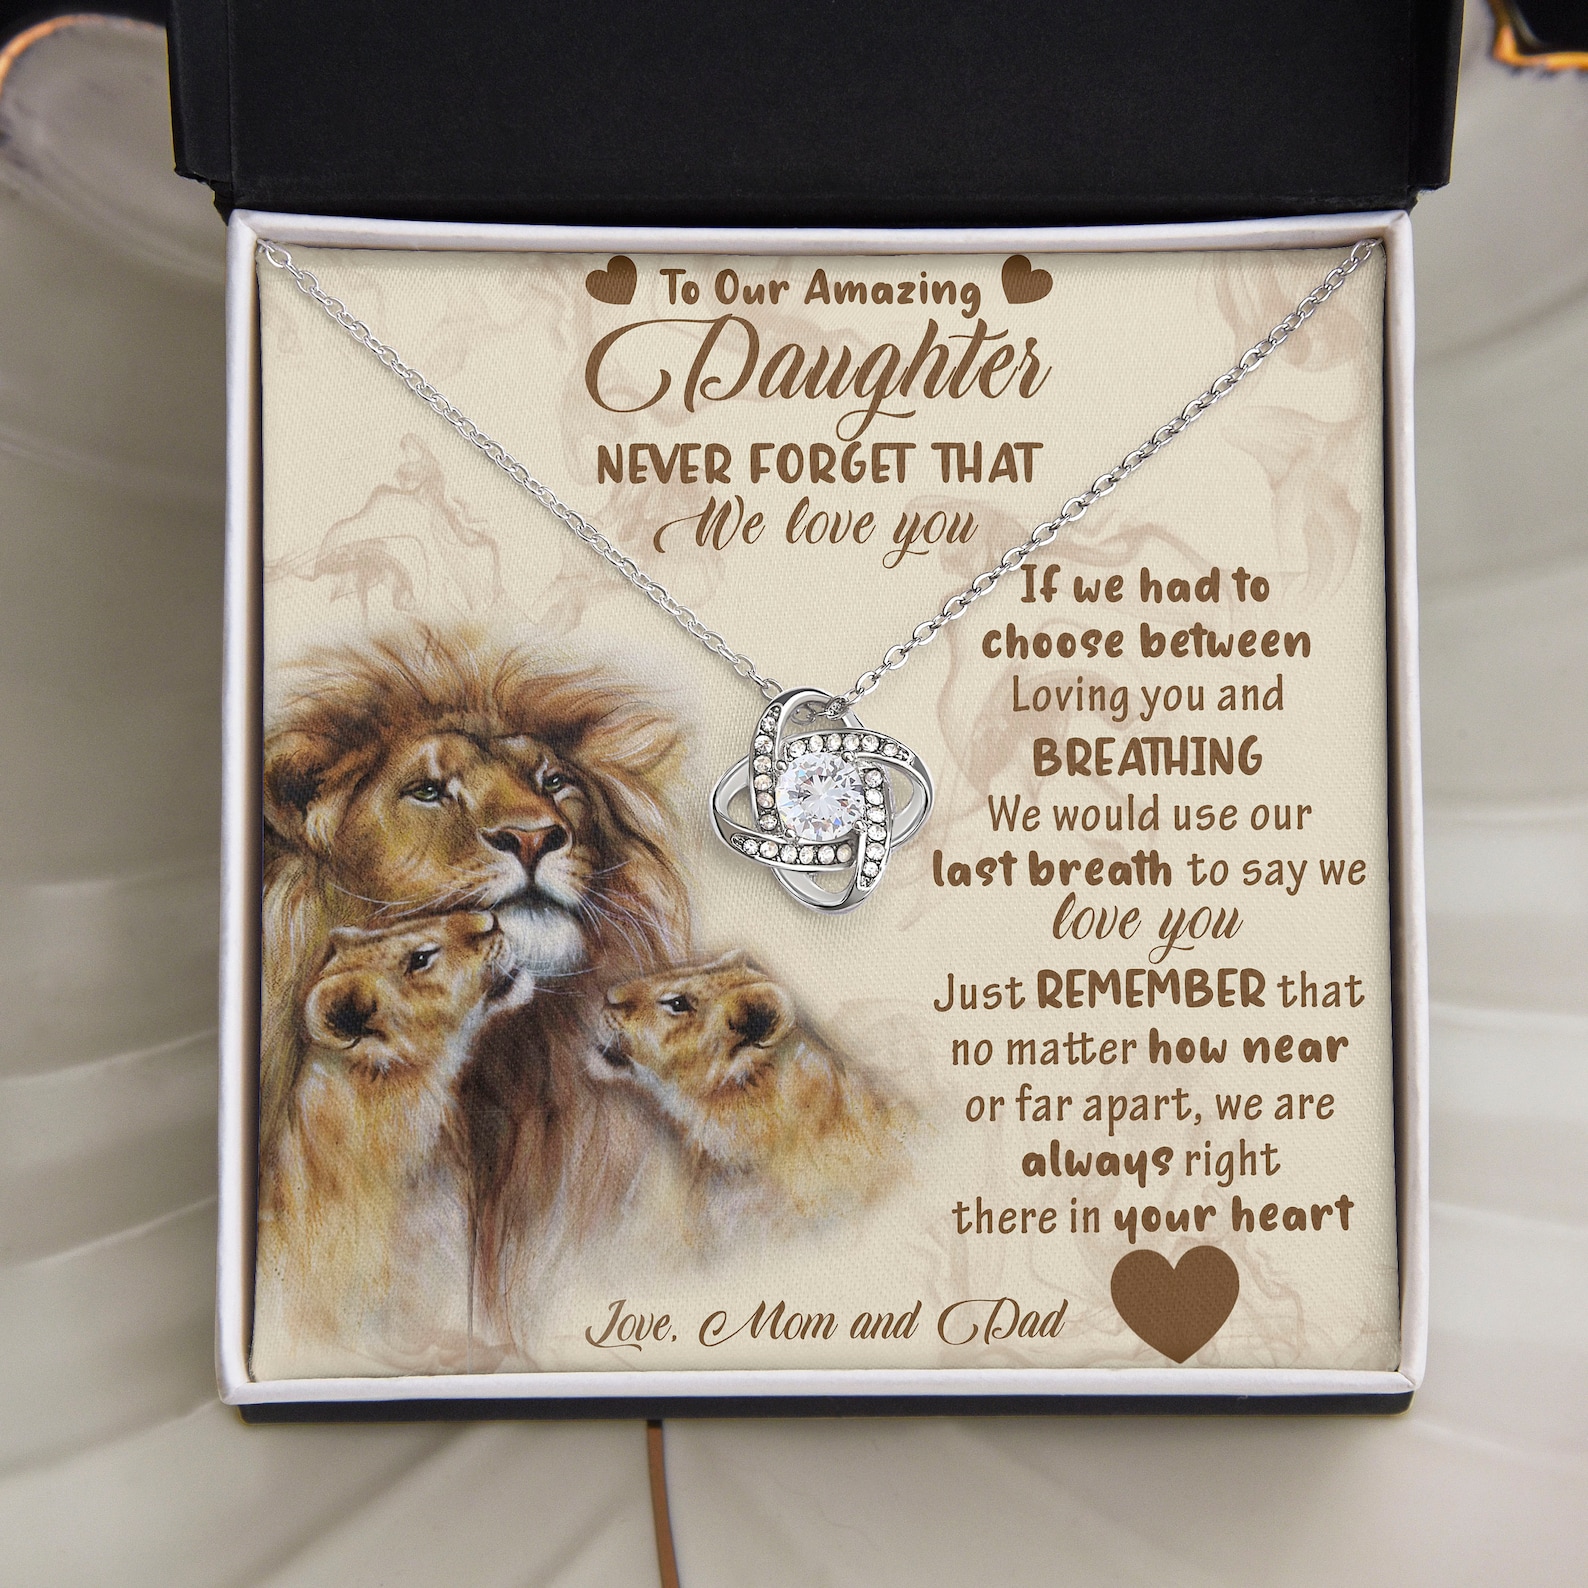 To Our Amazing
Daughter
NEVER FORGET THAT
We love you
If we had to
choose between
Loving you and
BREATHING
We would use our
last breath to say we
love you
Just REMEMBER that
no matter how near
or far apart, we are
always right
there in your heart
Love, Mom and Dad